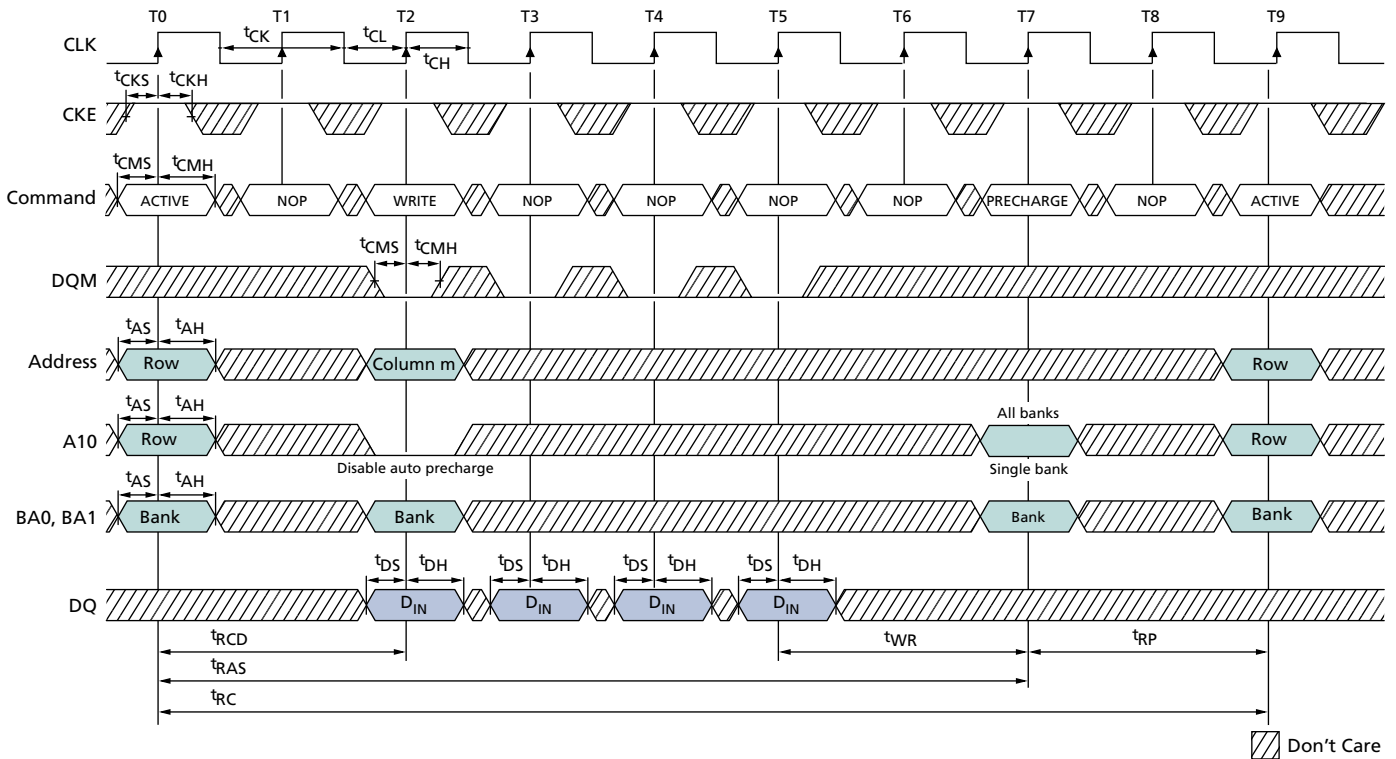 T0 T1 T2 T3 T4 T5 T6 T7 T8 T9
CLK tCK tCL tCH
tCKS tCKH
CKE
tCMS tCMH
Command ACTIVE NOP WRITE NOP NOP NOP NOP PRECHARGE NOP ACTIVE
tCMS tCMH
DQM
tAS tAH
Address Row Column m Row
tAS tAH All banks
A10 Row Row
Disable auto precharge Single bank
tAS tAH
BA0, BA1 Bank Bank Bank Bank
tDS tDH tDS tDH tDS tDH tDS tDH
DQ DIN DIN DIN DIN
tRCD tWR tRP
tRAS
tRC
Don't Care